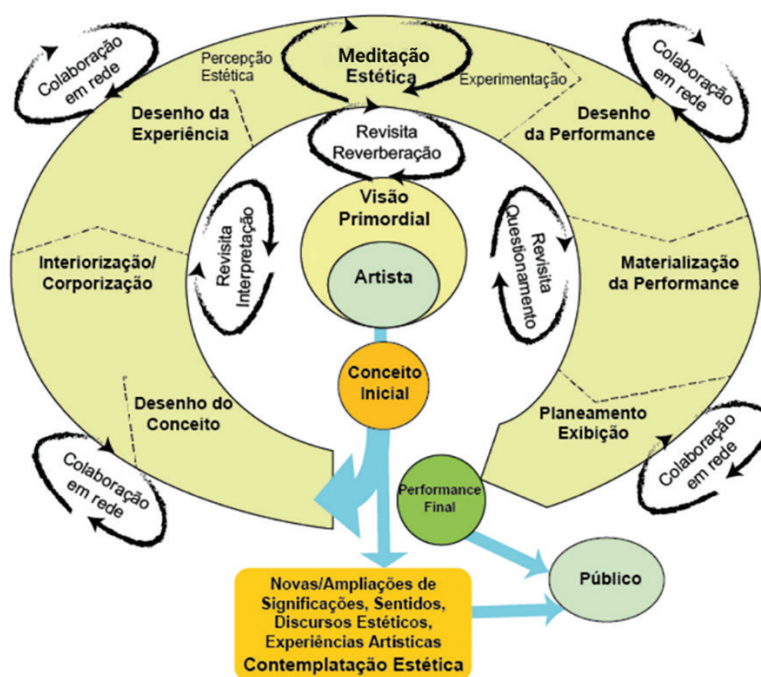 Colaboração
em rede
Percepção
Estética
Meditação
Estética
Experimentação
Colaboração
em rede
Desenho da
Experiência
Desenho
da Performance
Revisita
Reverberação
Visão
Primordial
Artista
Revisita
Interpretação
Revisita
Questionamento
Interiorização/
Corporização
Materialização
da Performance
Conceito
Inicial
Desenho do
Conceito
Planeamento
Exibição
Colaboração
em rede
Colaboração
em rede
Performance
Final
Público
Novas/Ampliações de
Significações, Sentidos,
Discursos Estéticos,
Experiências Artísticas
Contemplatação Estética